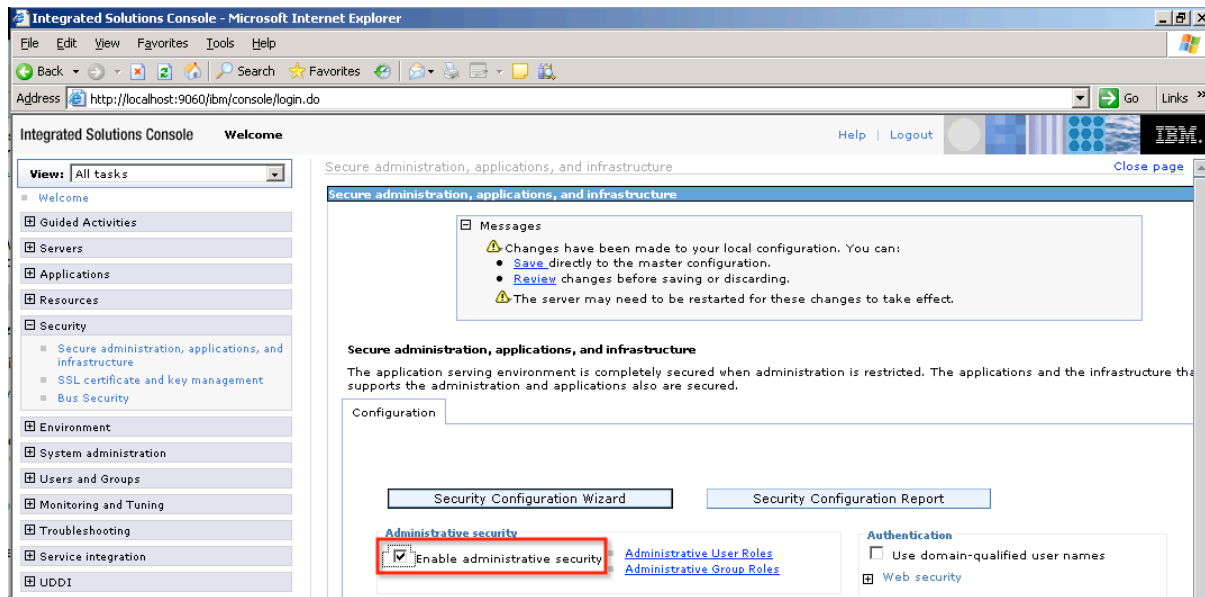 Integrated Solutions Console - Microsoft Internet Explorer
File Edit View Favorites Tools Help
Back Search Favorites
Address http://localhost:9060/ibm/console/login.do Go Links »
Integrated Solutions Console Welcome Help | Logout IBM.
View: All tasks
Welcome
Guided Activities
Servers
Applications
Resources
Security
Secure administration, applications, and
infrastructure
SSL certificate and key management
Bus Security
Environment
System administration
Users and Groups
Monitoring and Tuning
Troubleshooting
Service integration
UDDI
Secure administration, applications, and infrastructure Close page
Secure administration, applications, and infrastructure
Messages
Changes have been made to your local configuration. You can:
Save directly to the master configuration.
Review changes before saving or discarding.
The server may need to be restarted for these changes to take effect.
Secure administration, applications, and infrastructure
The application serving environment is completely secured when administration is restricted. The applications and the infrastructure tha
supports the administration and applications also are secured.
Configuration
Security Configuration Wizard Security Configuration Report
Administrative security
Enable administrative security
Administrative User Roles
Administrative Group Roles
Authentication
Use domain-qualified user names
Web security